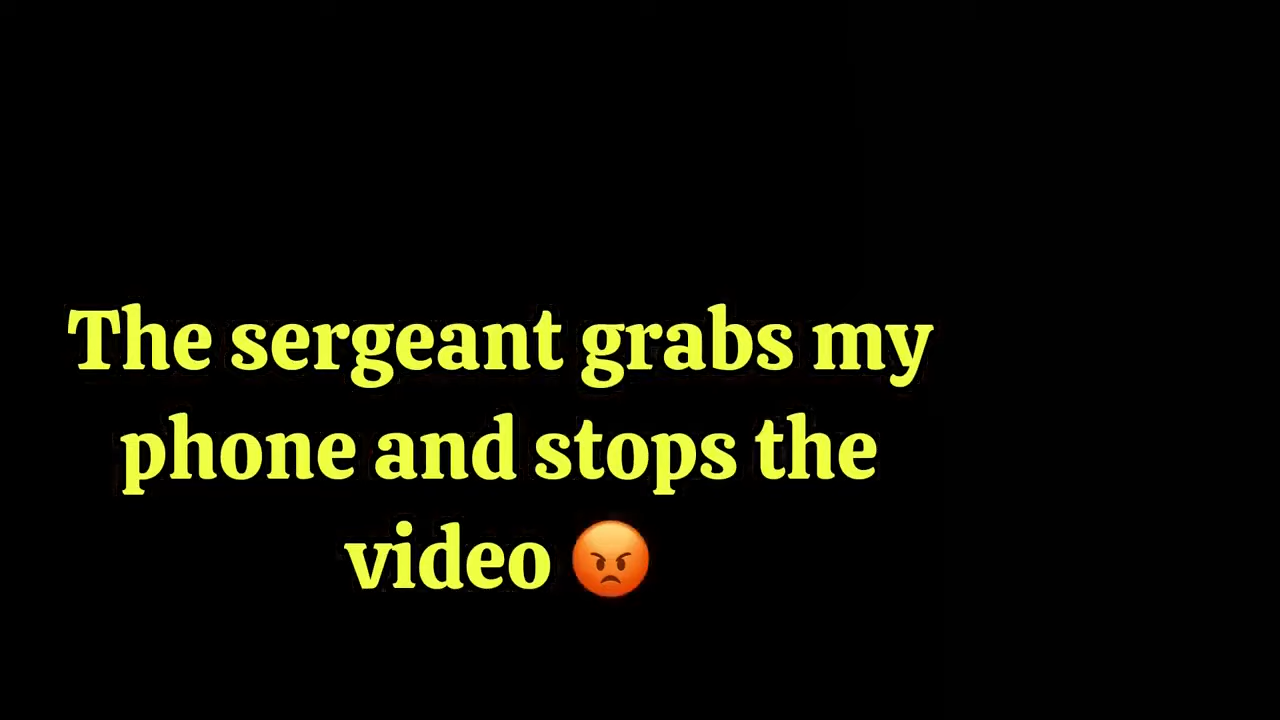 The sergeant grabs my
phone and stops the
video 😡